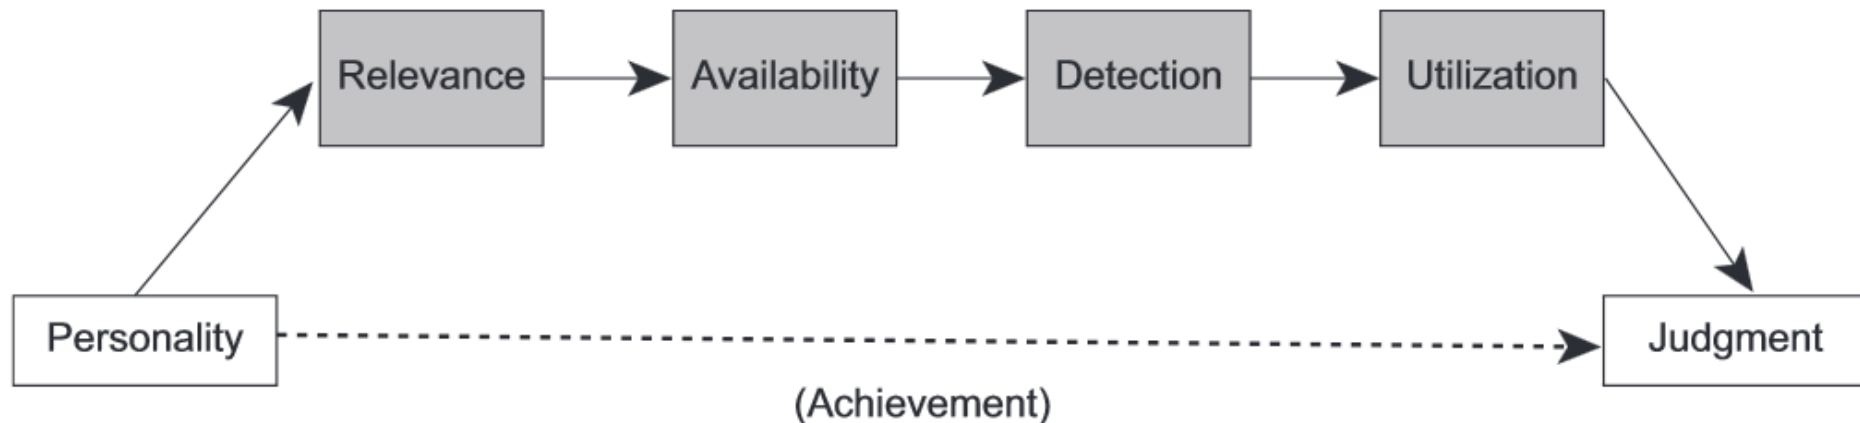 Relevance
Availability
Detection
Utilization
Personality
Judgment
(Achievement)